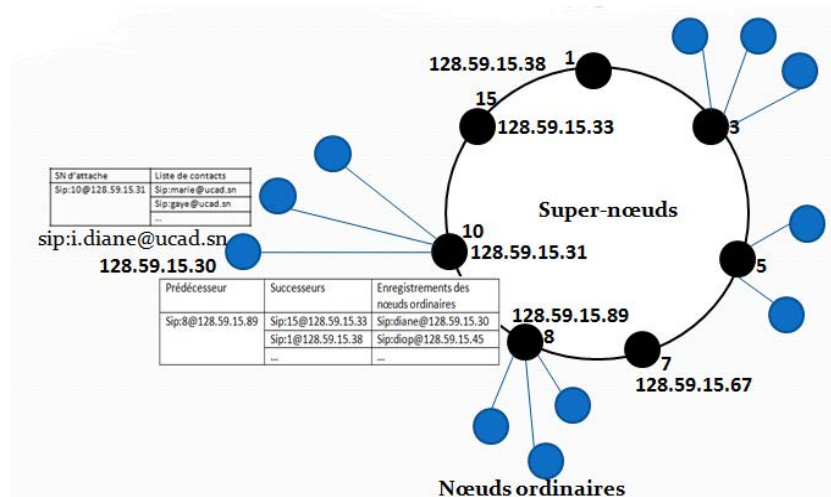 1
128.59.15.38
15
128.59.15.33
3
SN d'attache Liste de contacts
Sip:10@128.59.15.31 Sip:marie@ucad.sn
Sip:gaye@ucad.sn
...
Super-nœuds
10
sip:i.diane@ucad.sn
128.59.15.31
128.59.15.30
5
Prédécesseur Successeurs Enregistrements des
nœuds ordinaires
Sip:8@128.59.15.89 Sip:15@128.59.15.33 Sip:diane@128.59.15.30
Sip:1@128.59.15.38 Sip:diop@128.59.15.45
... ...
128.59.15.89
8
7
128.59.15.67
Nœuds ordinaires